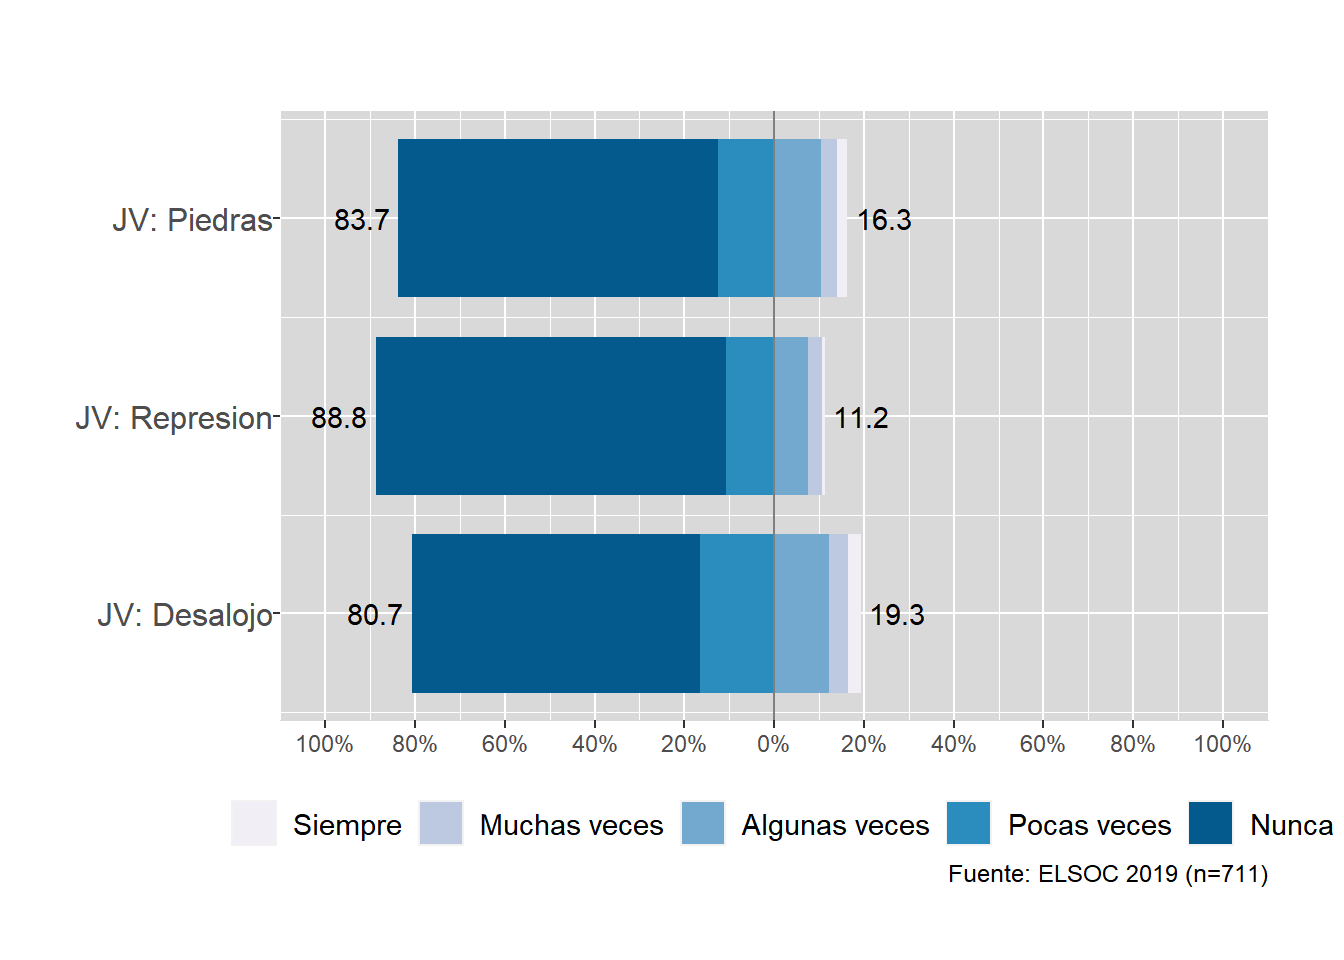 JV: Piedras
83.7
16.3
JV: Represion
88.8
11.2
JV: Desalojo
80.7
19.3
100% 80% 60% 40% 20% 0% 20% 40% 60% 80% 100%
Siempre Muchas veces Algunas veces Pocas veces Nunca
Fuente: ELSOC 2019 (n=711)